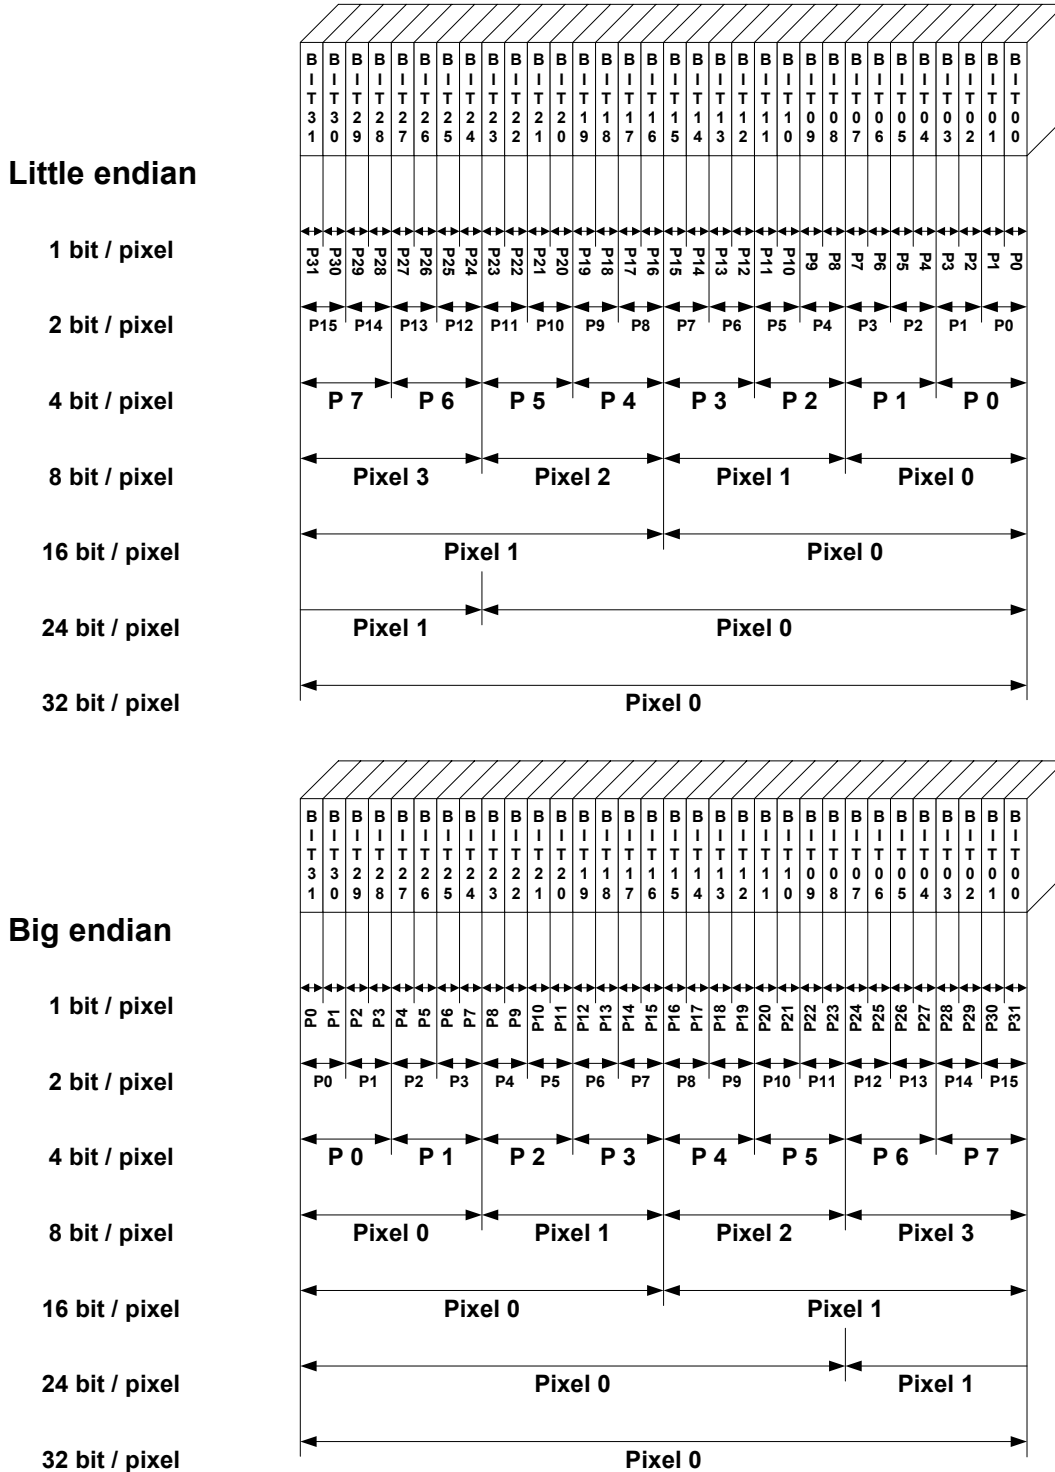 BIT31 BIT30 BIT29 BIT28 BIT27 BIT26 BIT25 BIT24 BIT23 BIT22 BIT21 BIT20 BIT19 BIT18 BIT17 BIT16 BIT15 BIT14 BIT13 BIT12 BIT11 BIT10 BIT09 BIT08 BIT07 BIT06 BIT05 BIT04 BIT03 BIT02 BIT01 BIT00
Little endian
1 bit / pixel P31 P30 P29 P28 P27 P26 P25 P24 P23 P22 P21 P20 P19 P18 P17 P16 P15 P14 P13 P12 P11 P10 P9 P8 P7 P6 P5 P4 P3 P2 P1 P0
2 bit / pixel P15 P14 P13 P12 P11 P10 P9 P8 P7 P6 P5 P4 P3 P2 P1 P0
4 bit / pixel P 7 P 6 P 5 P 4 P 3 P 2 P 1 P 0
8 bit / pixel Pixel 3 Pixel 2 Pixel 1 Pixel 0
16 bit / pixel Pixel 1 Pixel 0
24 bit / pixel Pixel 1 Pixel 0
32 bit / pixel Pixel 0
BIT31 BIT30 BIT29 BIT28 BIT27 BIT26 BIT25 BIT24 BIT23 BIT22 BIT21 BIT20 BIT19 BIT18 BIT17 BIT16 BIT15 BIT14 BIT13 BIT12 BIT11 BIT10 BIT09 BIT08 BIT07 BIT06 BIT05 BIT04 BIT03 BIT02 BIT01 BIT00
Big endian
1 bit / pixel P0 P1 P2 P3 P4 P5 P6 P7 P8 P9 P10 P11 P12 P13 P14 P15 P16 P17 P18 P19 P20 P21 P22 P23 P24 P25 P26 P27 P28 P29 P30 P31
2 bit / pixel P0 P1 P2 P3 P4 P5 P6 P7 P8 P9 P10 P11 P12 P13 P14 P15
4 bit / pixel P 0 P 1 P 2 P 3 P 4 P 5 P 6 P 7
8 bit / pixel Pixel 0 Pixel 1 Pixel 2 Pixel 3
16 bit / pixel Pixel 0 Pixel 1
24 bit / pixel Pixel 0 Pixel 1
32 bit / pixel Pixel 0